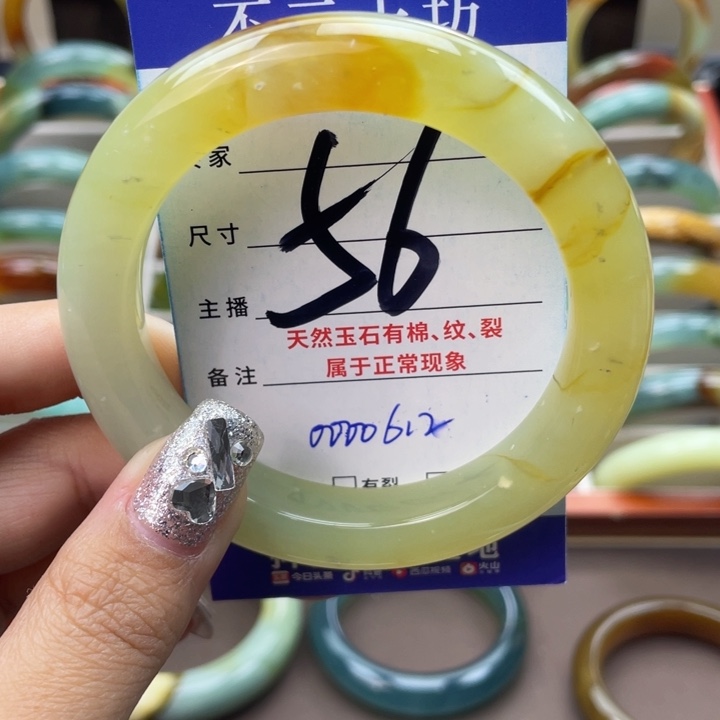 家
尺寸
56
主播
天然玉石有棉、纹、裂
属于正常现象
备注
0000612
有裂
今日头条 西瓜视频 火山